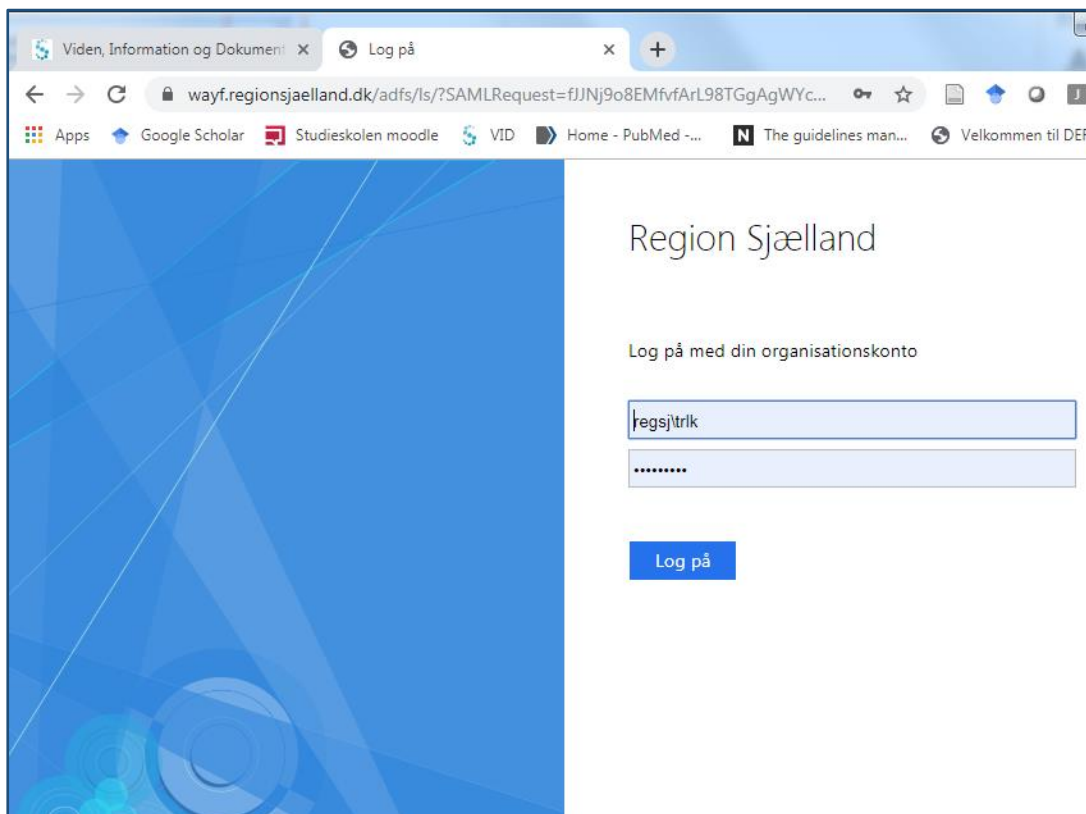 Viden, Information og Dokument
Log på
wayf.regionsjaelland.dk/adfs/ls/?SAMLRequest=fJJNj9o8EMfvfArL98TGgAgWYc...
Apps Google Scholar Studieskolen moodle VID Home - PubMed -... N The guidelines man... Velkommen til DEF
Region Sjælland
Log på med din organisationskonto
regsj\trlk
•••••••••
Log på